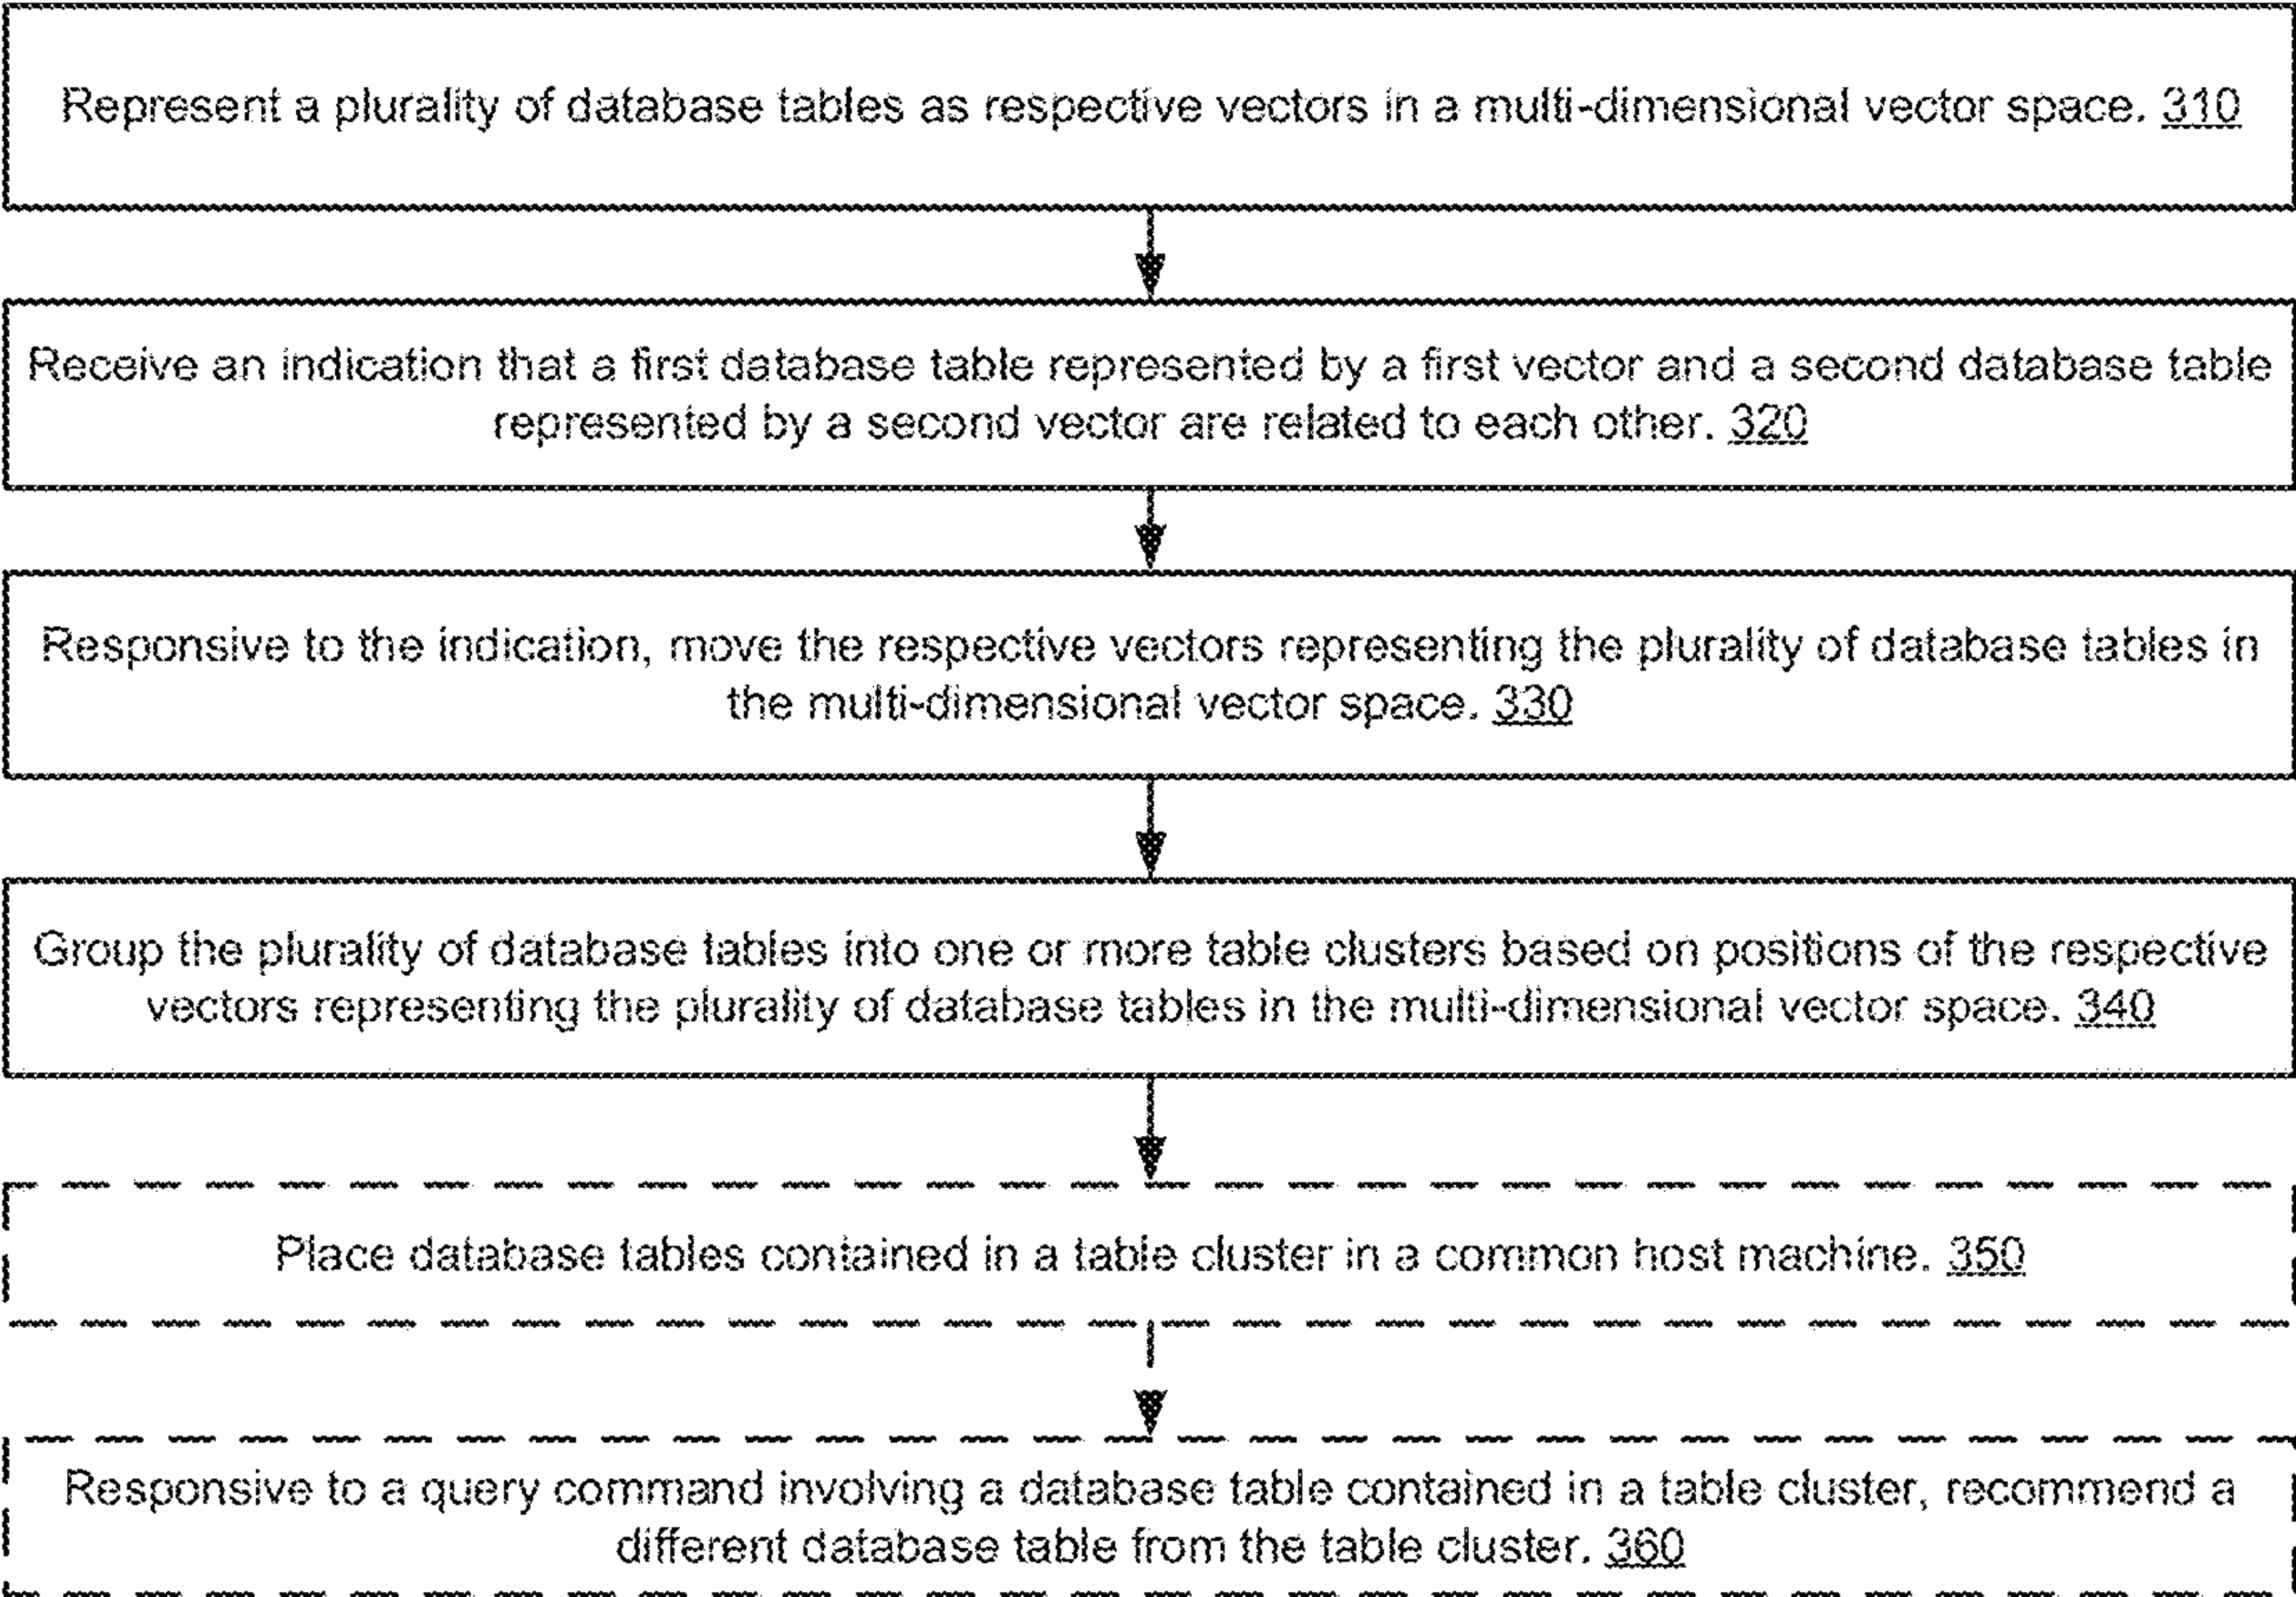 Represent a plurality of database tables as respective vectors in a multi-dimensional vector space. 310
Receive an indication that a first database table represented by a first vector and a second database table
represented by a second vector are related to each other. 320
Responsive to the indication, move the respective vectors representing the plurality of database tables in
the multi-dimensional vector space. 330
Group the plurality of database tables into one or more table clusters based on positions of the respective
vectors representing the plurality of database tables in the multi-dimensional vector space. 340
Place database tables contained in a table cluster in a common host machine. 350
Responsive to a query command involving a database table contained in a table cluster, recommend a
different database table from the table cluster. 360